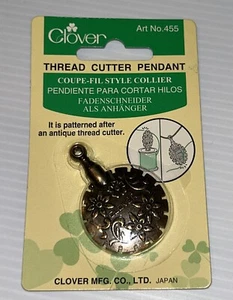 Clover
Art No.455
THREAD CUTTER PENDANT
COUPE-FIL STYLE COLLIER
PENDIENTE PARA CORTAR HILOS
FADENSCHNEIDER
ALS ANHÄNGER
It is patterned after
an antique thread cutter.
CLOVER MFG. CO., LTD. JAPAN